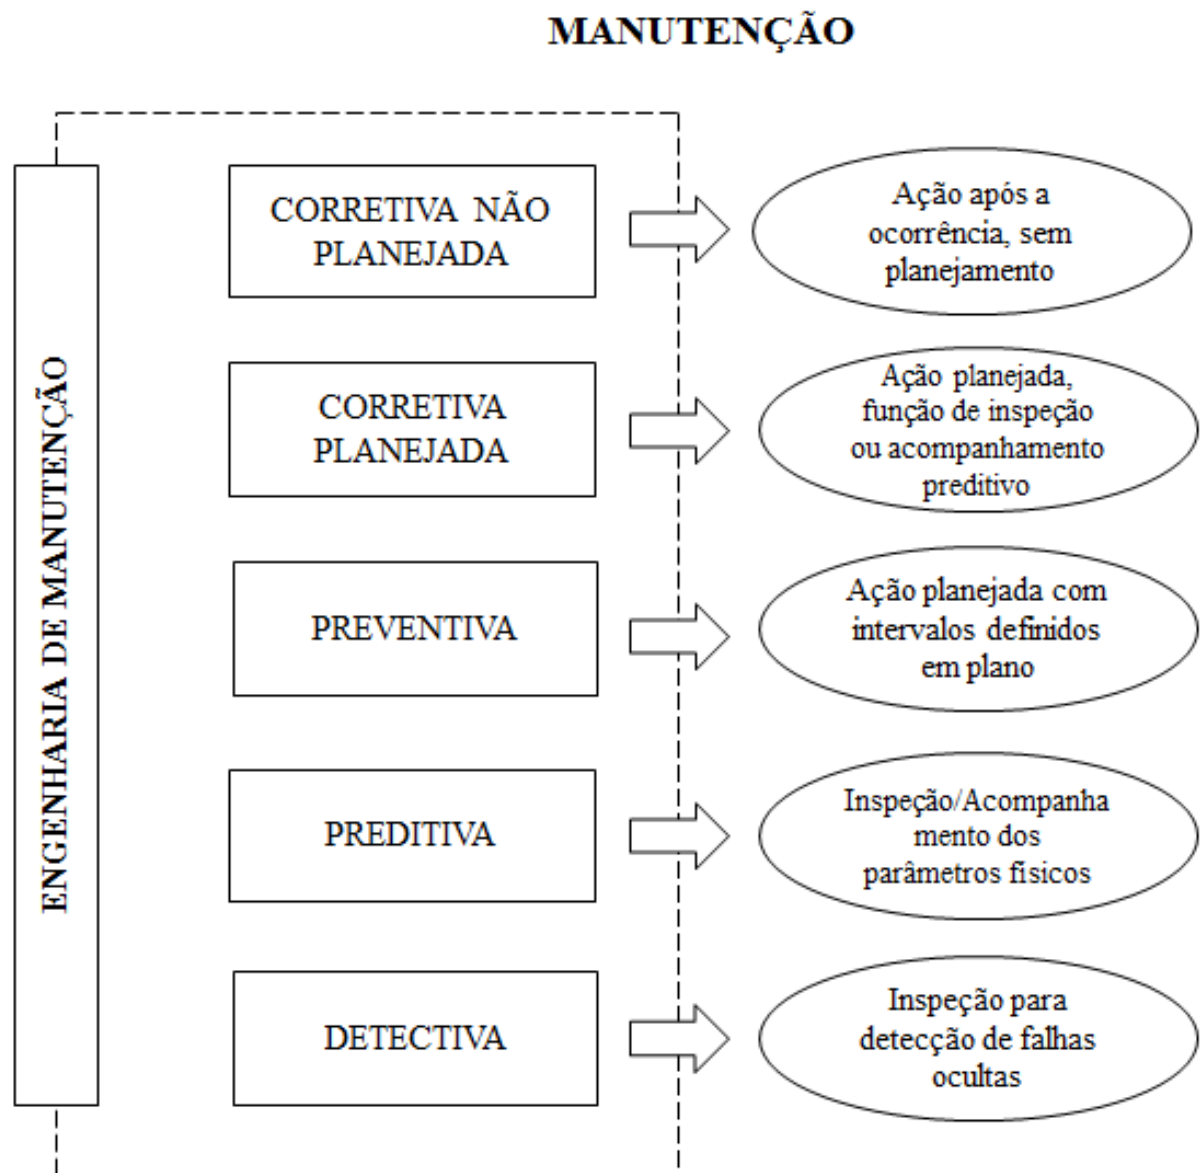 MANUTENÇÃO
ENGENHARIA DE MANUTENÇÃO
CORRETIVA NÃO
PLANEJADA
Ação após a
ocorrência, sem
planejamento
CORRETIVA
PLANEJADA
Ação planejada,
função de inspeção
ou acompanhamento
preditivo
PREVENTIVA
Ação planejada com
intervalos definidos
em plano
PREDITIVA
Inspeção/Acompanha
mento dos
parâmetros físicos
DETECTIVA
Inspeção para
detecção de falhas
ocultas